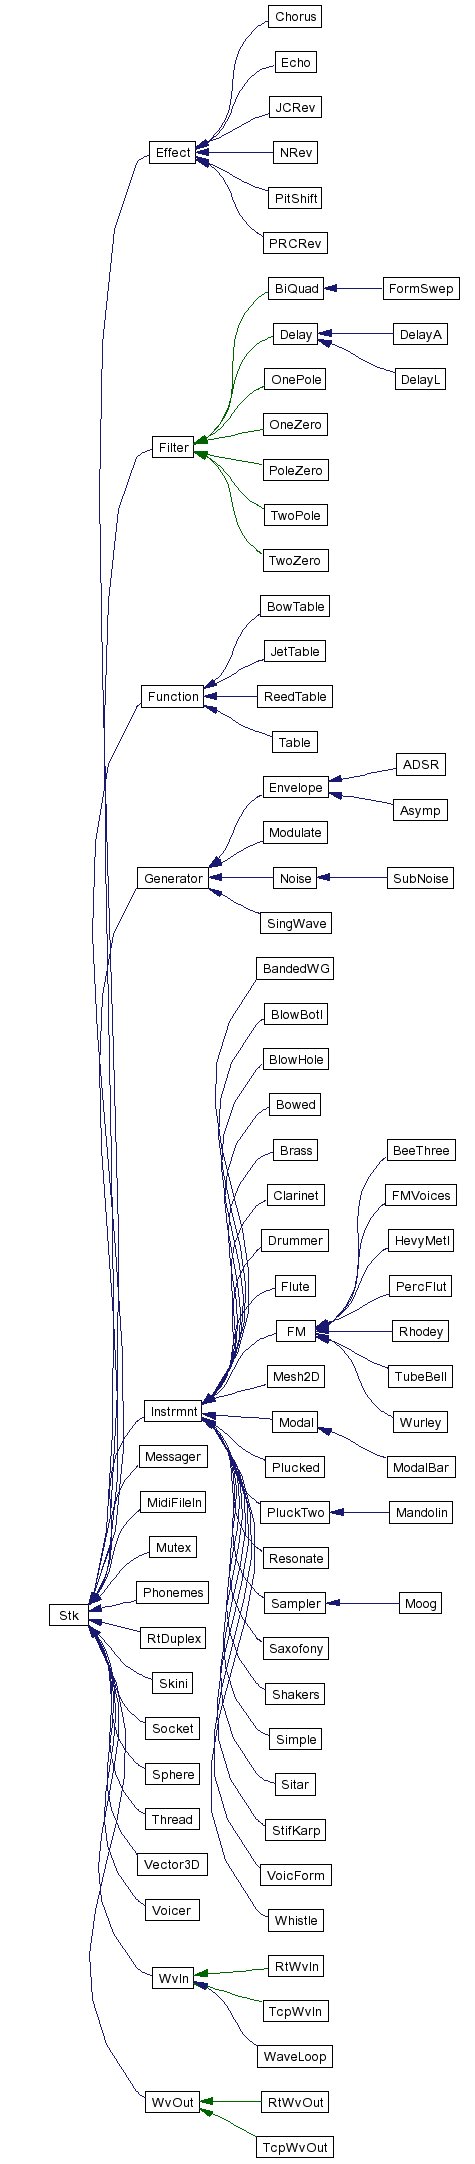 Chorus
Echo
JCRev
Effect
NRev
PitShift
PRCRev
BiQuad
FormSwep
Delay
DelayA
OnePole
DelayL
OneZero
Filter
PoleZero
TwoPole
TwoZero
BowTable
JetTable
Function
ReedTable
Table
ADSR
Envelope
Asymp
Modulate
Generator
Noise
SubNoise
SingWave
BandedWG
BlowBotl
BlowHole
Bowed
Brass
BeeThree
Clarinet
FMVoices
Drummer
HevyMetl
Flute
PercFlut
FM
Rhodey
Mesh2D
TubeBell
Instrmnt
Modal
Wurley
Messager
Plucked
ModalBar
MidiFileIn
PluckTwo
Mandolin
Mutex
Resonate
Phonemes
Sampler
Moog
Stk
RtDuplex
Saxofony
Skini
Shakers
Socket
Simple
Sphere
Sitar
Thread
StifKarp
Vector3D
VoicForm
Voicer
Whistle
RtWvIn
WvIn
TcpWvIn
WaveLoop
WvOut
RtWvOut
TcpWvOut